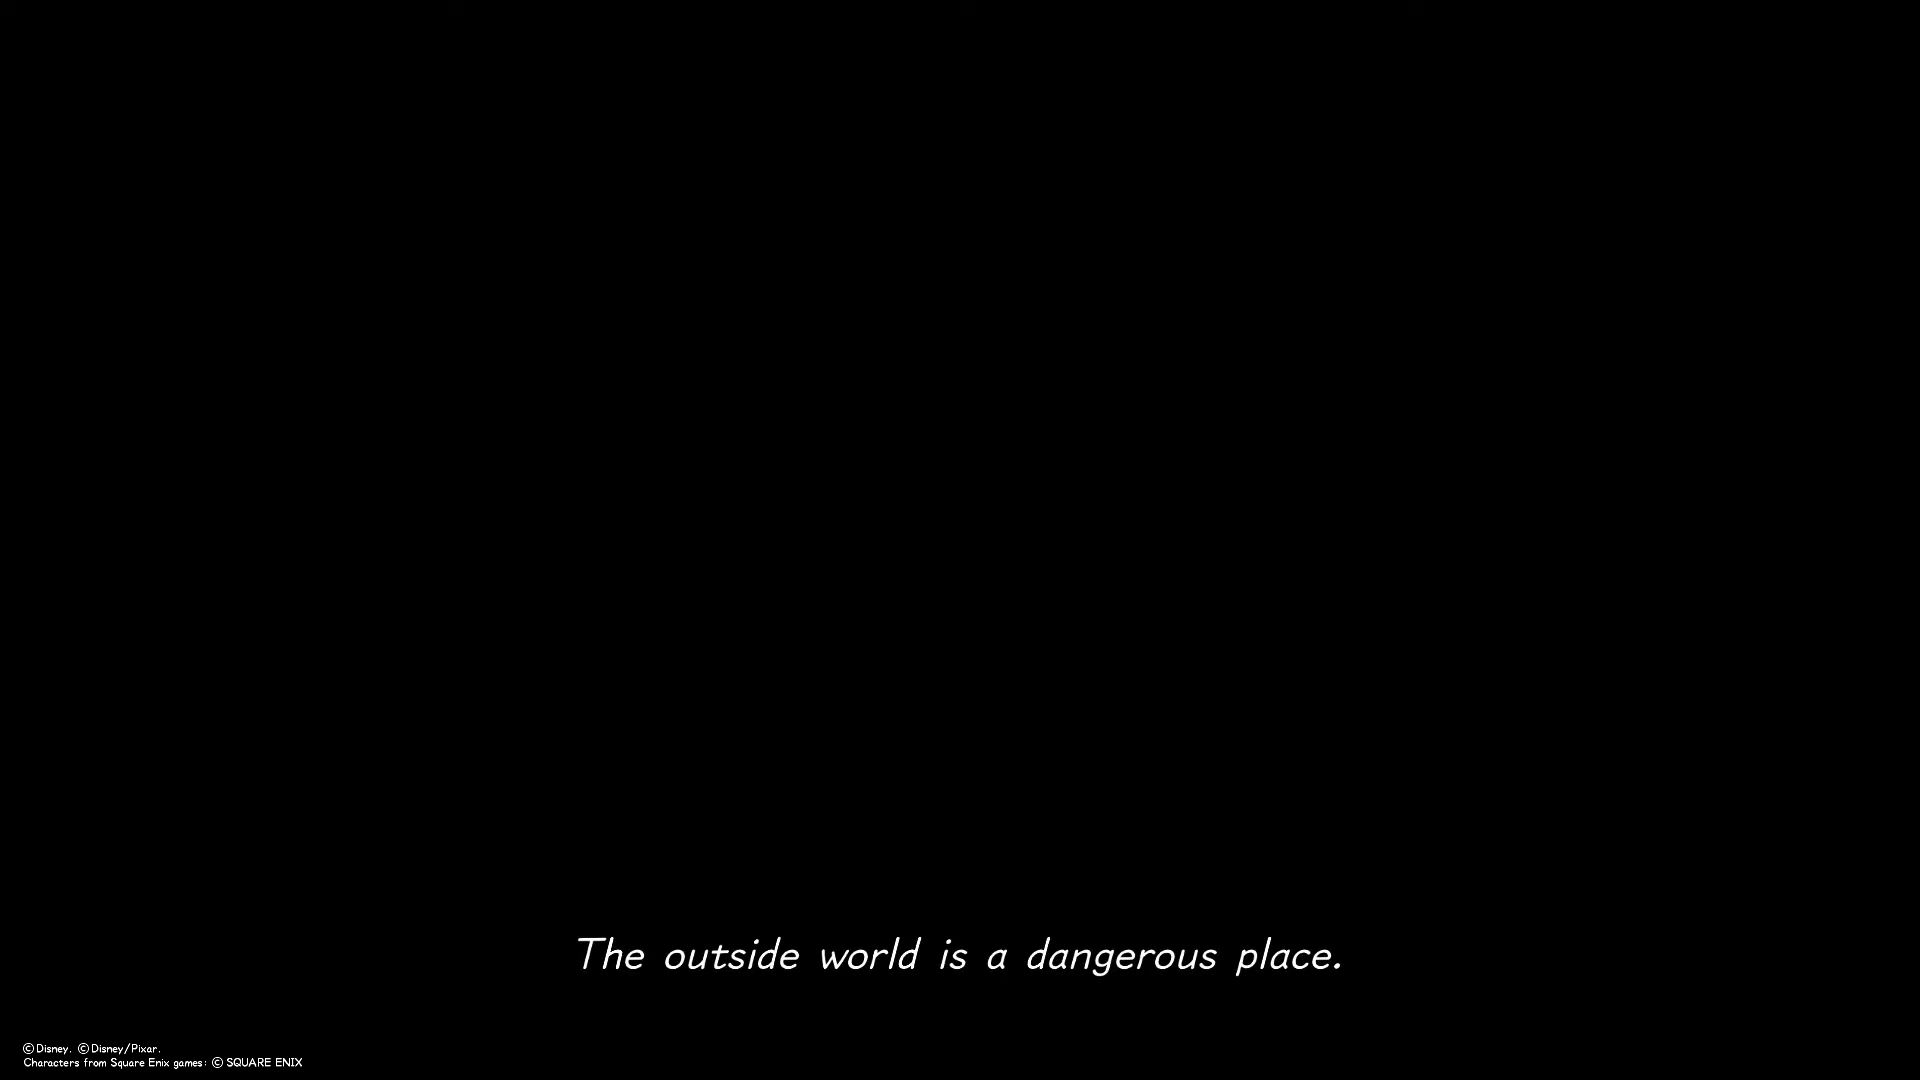 The outside world is a dangerous place.
©Disney. ©Disney/Pixar.
Characters from Square Enix games: © SQUARE ENIX